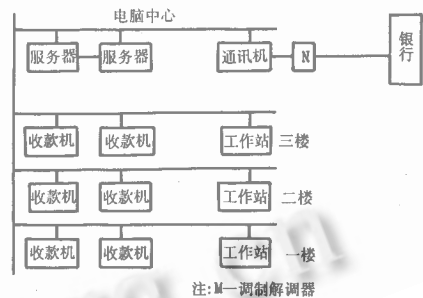 电脑中心
服务器 服务器 通讯机 N 银行
收款机 收款机 工作站 三楼
收款机 收款机 工作站 二楼
收款机 收款机 工作站 一楼
注:M—调制解调器